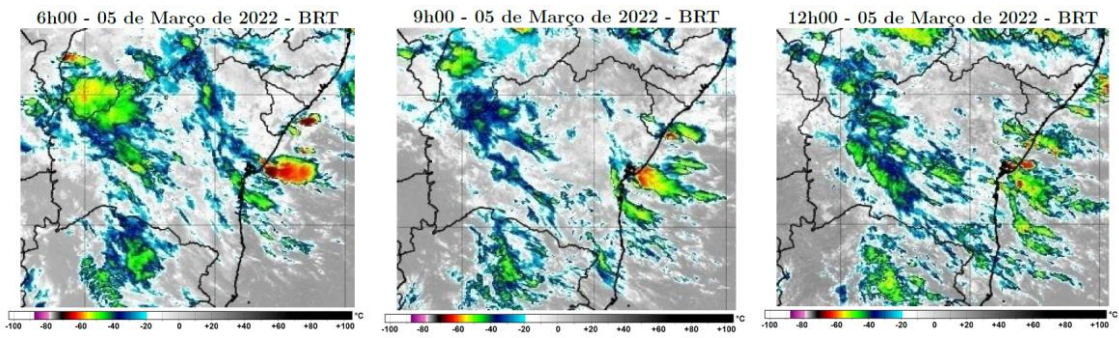 6h00 - 05 de Março de 2022 - BRT
9h00 - 05 de Março de 2022 - BRT
12h00 - 05 de Março de 2022 - BRT
-100 -80 -60 -40 -20 0 +20 +40 +60 +80 +100 °C
-100 -80 -60 -40 -20 0 +20 +40 +60 +80 +100 °C
-100 -80 -60 -40 -20 0 +20 +40 +60 +80 +100 °C